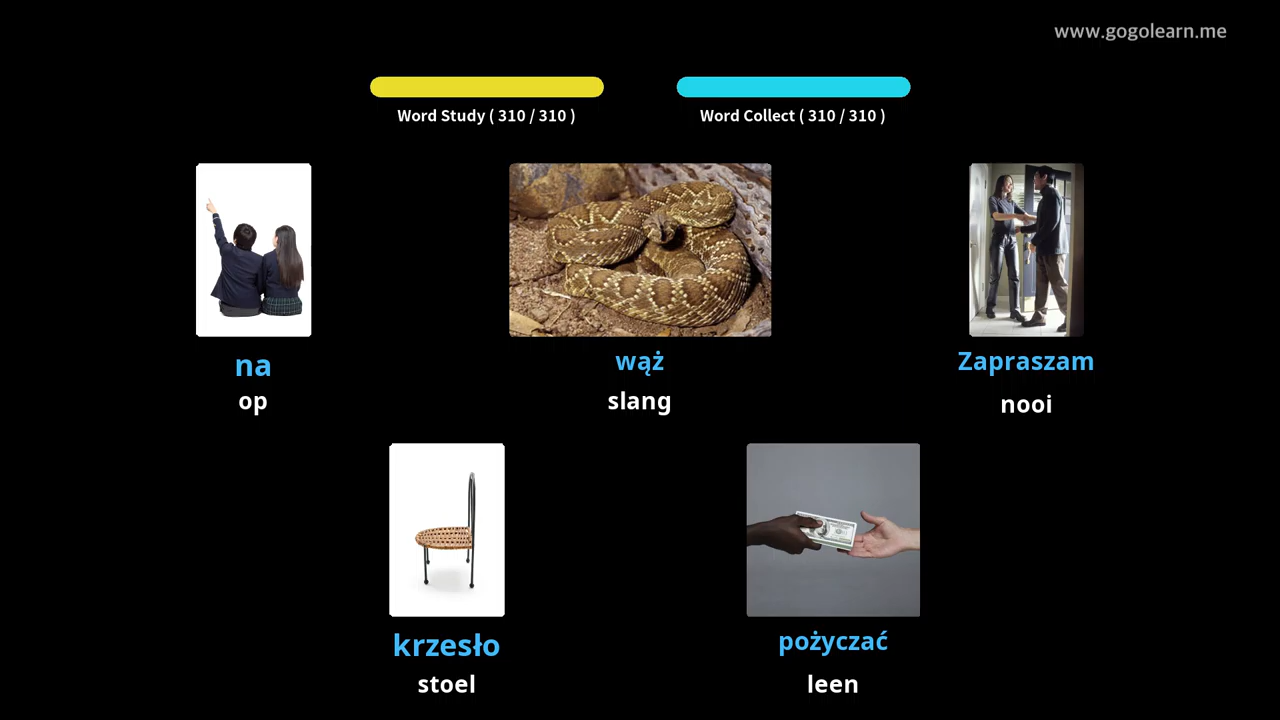 www.gogolearn.me
Word Study ( 310 / 310 )
Word Collect ( 310 / 310 )
na
op
wąż
slang
Zapraszam
nooi
krzesło
stoel
pożyczać
leen